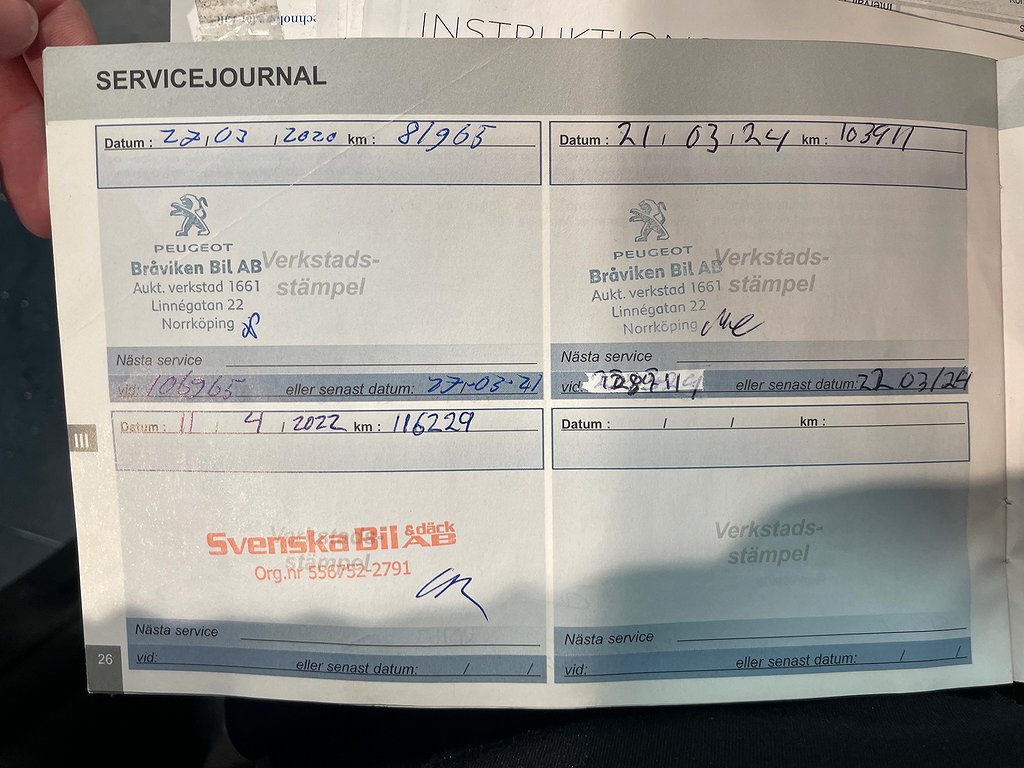 INSTRUKTION
SERVICEJOURNAL
Datum : 27,03 , 2020 km : 81965
PEUGEOT
Bråviken Bil AB
Aukt. verkstad 1661
Linnégatan 22
Norrköping
Verkstads-
stämpel
Nästa service
vid: 106965 eller senast datum: 27-03-21
Datum : 21 , 03 , 24 km : 103911
PEUGEOT
Bråviken Bil AB
Aukt. verkstad 1661
Linnégatan 22
Norrköping
Verkstads-
stämpel
Nästa service
vid: eller senast datum: 22 03/24
Datum : 11 / 4 / 2022 km : 116229
Verkstads-
stämpel
Svenska Bil & däck AB
Org.nr 556752-2791
Nästa service
vid: eller senast datum: / /
Datum : / / km :
Verkstads-
stämpel
Nästa service
vid: eller senast datum: / /
III
26